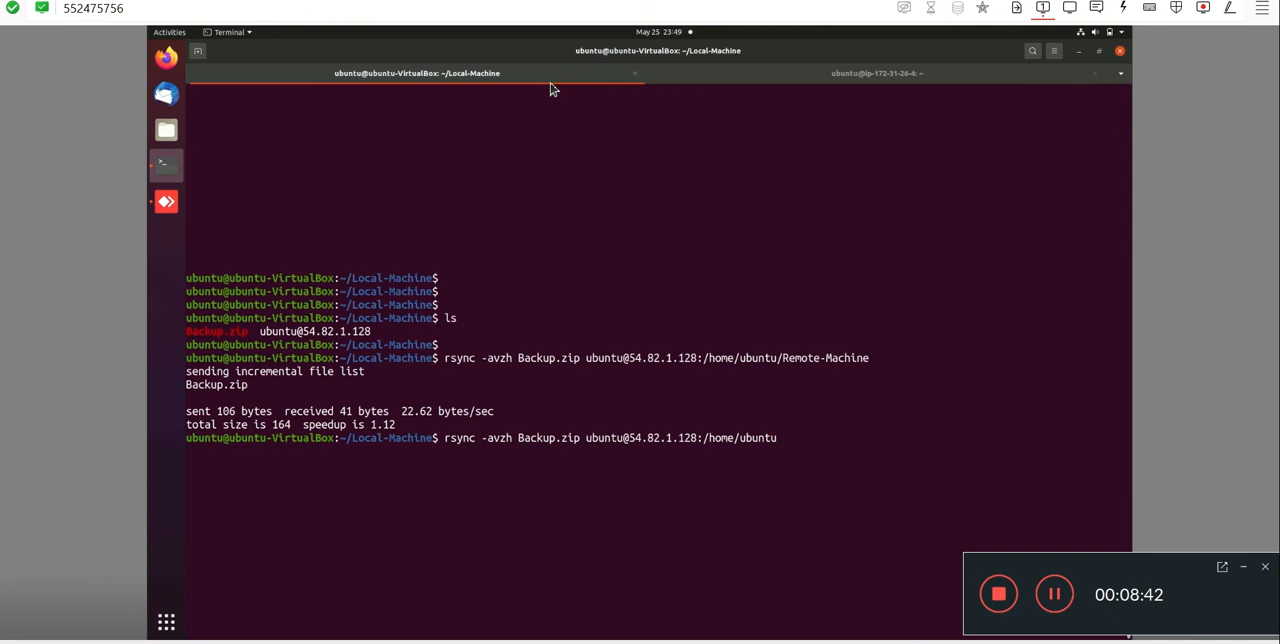 552475756
Activities
Terminal
May 25 23:49
ubuntu@ubuntu-VirtualBox: ~/Local-Machine
ubuntu@ubuntu-VirtualBox: ~/Local-Machine
ubuntu@ip-172-31-26-4: ~
ubuntu@ubuntu-VirtualBox:~/Local-Machine$
ubuntu@ubuntu-VirtualBox:~/Local-Machine$
ubuntu@ubuntu-VirtualBox:~/Local-Machine$
ubuntu@ubuntu-VirtualBox:~/Local-Machine$ ls
Backup.zip  ubuntu@54.82.1.128
ubuntu@ubuntu-VirtualBox:~/Local-Machine$
ubuntu@ubuntu-VirtualBox:~/Local-Machine$ rsync -avzh Backup.zip ubuntu@54.82.1.128:/home/ubuntu/Remote-Machine
sending incremental file list
Backup.zip
sent 106 bytes  received 41 bytes  22.62 bytes/sec
total size is 164  speedup is 1.12
ubuntu@ubuntu-VirtualBox:~/Local-Machine$ rsync -avzh Backup.zip ubuntu@54.82.1.128:/home/ubuntu
00:08:42